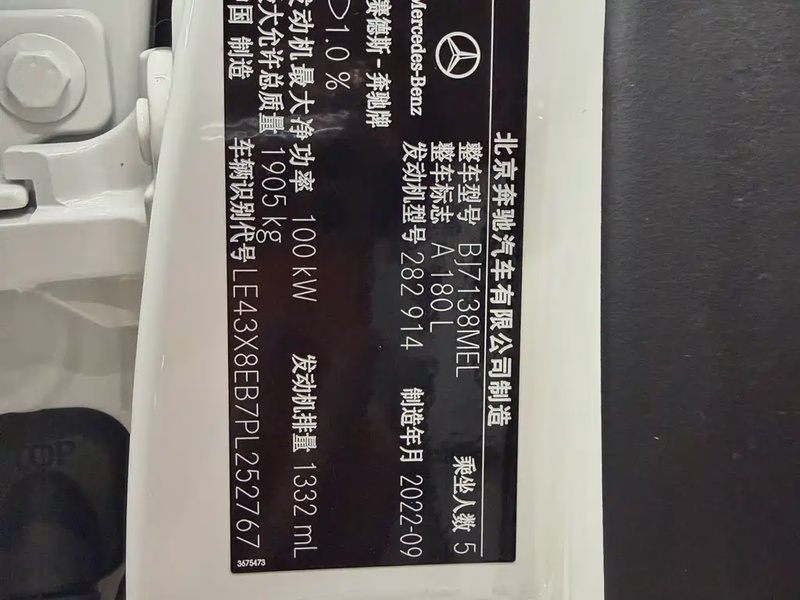 北京奔驰汽车有限公司制造
Mercedes-Benz
整车型号 BJ7138MEL 乘坐人数 5
整车标志 A 180 L
发动机型号 282 914 制造年月 2022-09
赛德斯-奔驰牌
1.0 %
发动机最大净功率 100 kW 发动机排量 1332 mL
最大允许总质量 1905 kg
中国 制造 车辆识别代号 LE43X8EB7PL252767
3675473
TOP